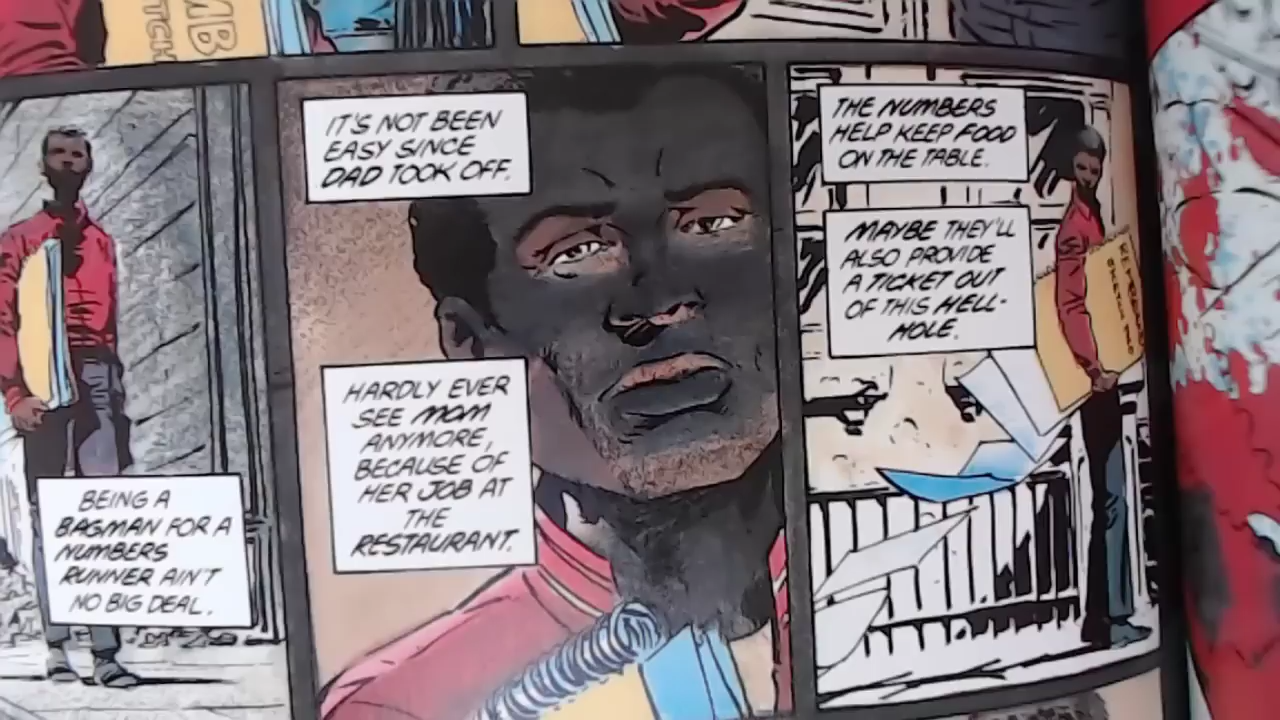 MB
TCH
BEING A
BAGMAN FOR A
NUMBERS
RUNNER AIN'T
NO BIG DEAL.
IT'S NOT BEEN
EASY SINCE
DAD TOOK OFF.
HARDLY EVER
SEE MOM
ANYMORE,
BECAUSE OF
HER JOB AT
THE
RESTAURANT.
THE NUMBERS
HELP KEEP FOOD
ON THE TABLE.
MAYBE THEY'LL
ALSO PROVIDE
A TICKET OUT
OF THIS HELL-
HOLE.